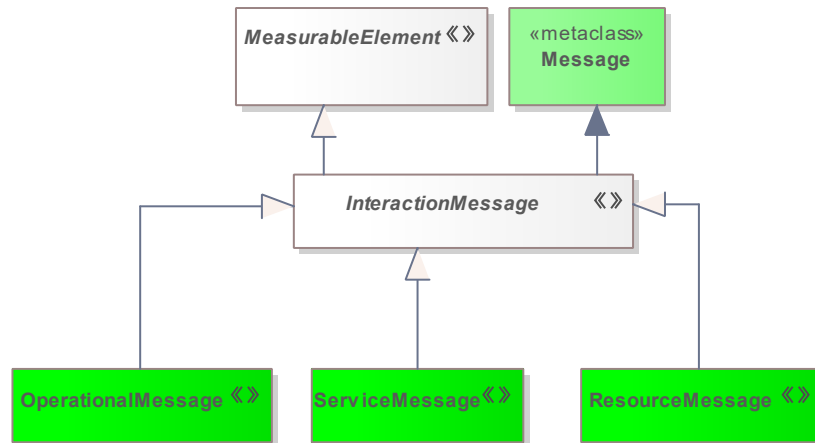 MeasurableElement «»
«metaclass»
Message
InteractionMessage «»
OperationalMessage «»
ServiceMessage «»
ResourceMessage «»